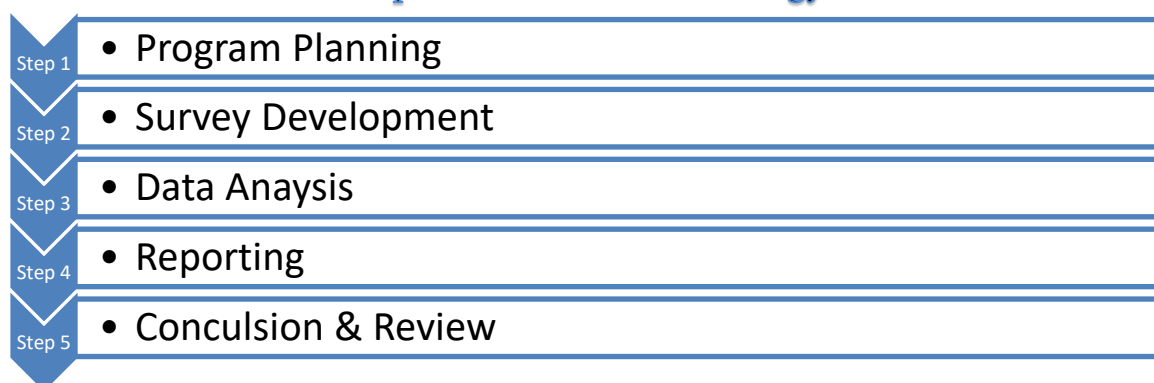 Step 1
• Program Planning
Step 2
• Survey Development
Step 3
• Data Anaysis
Step 4
• Reporting
Step 5
• Conculsion & Review